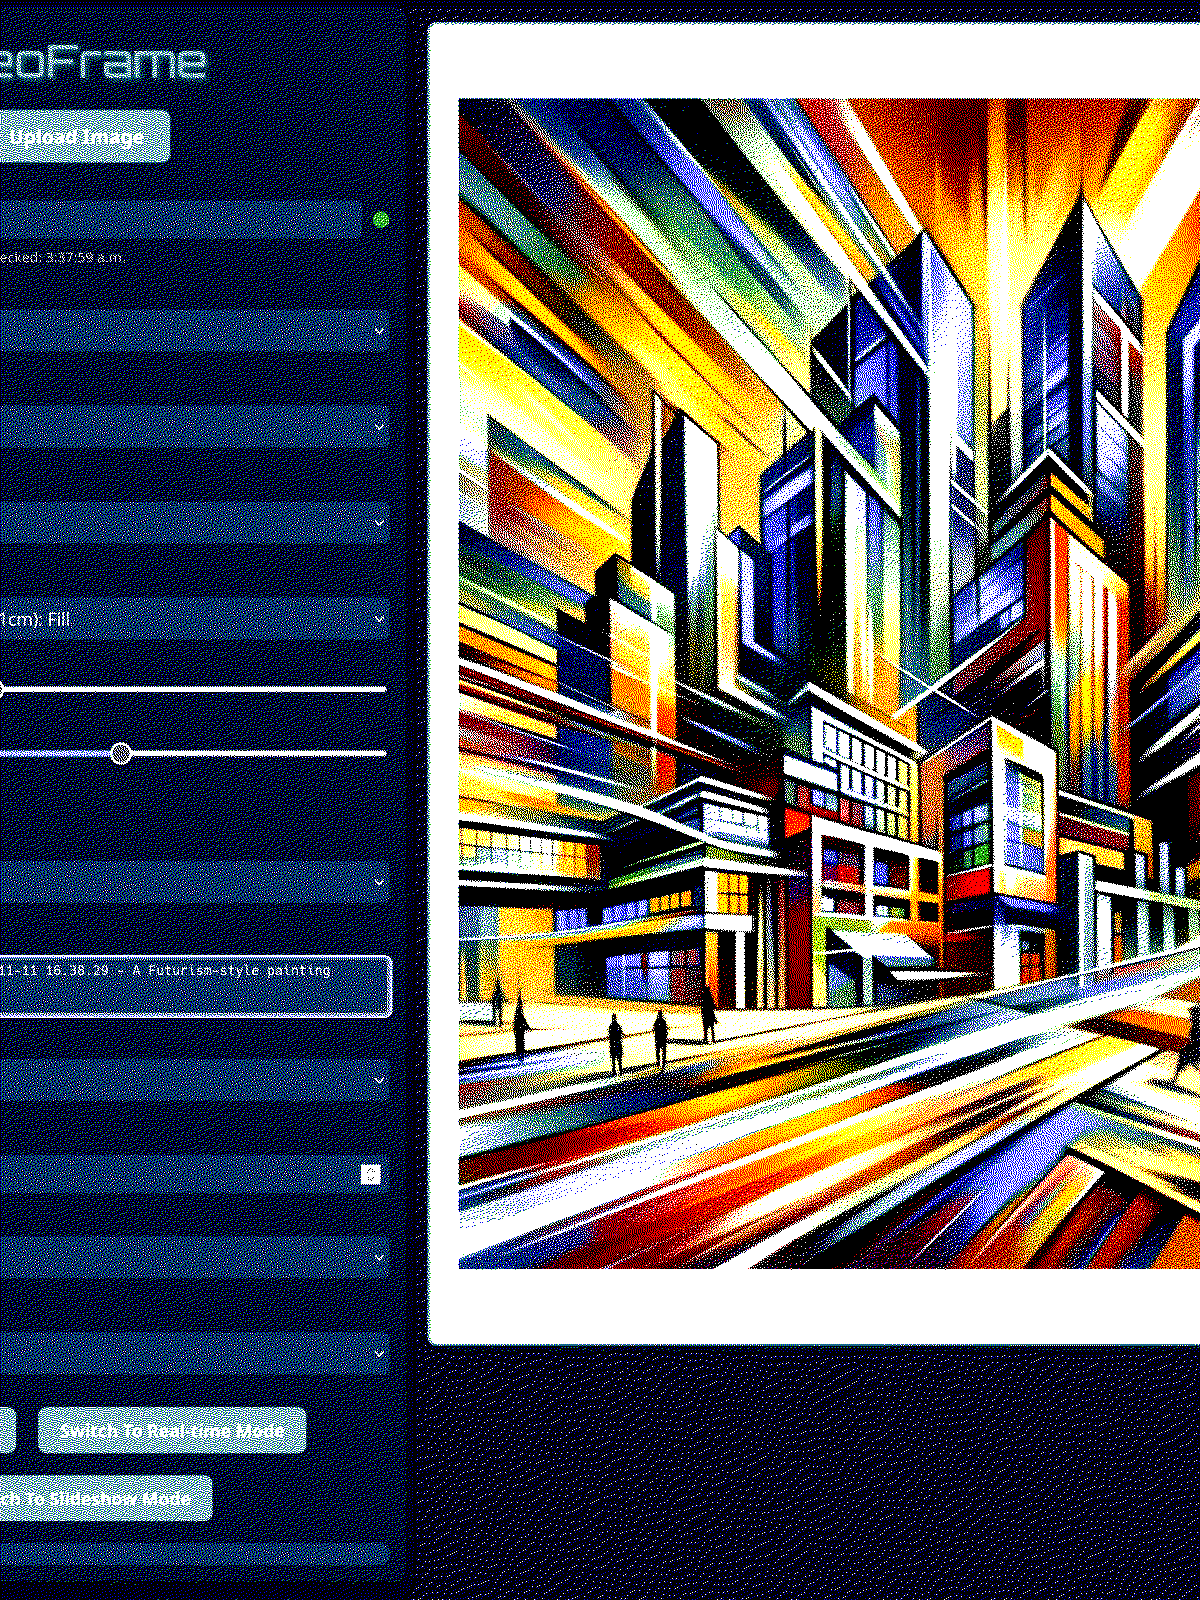 eoFrame
Upload Image
ecked: 3:37:59 a.m.
1cm): Fill
11-11 16.38.29 - A Futurism-style painting
Switch To Real-time Mode
ch To Slideshow Mode